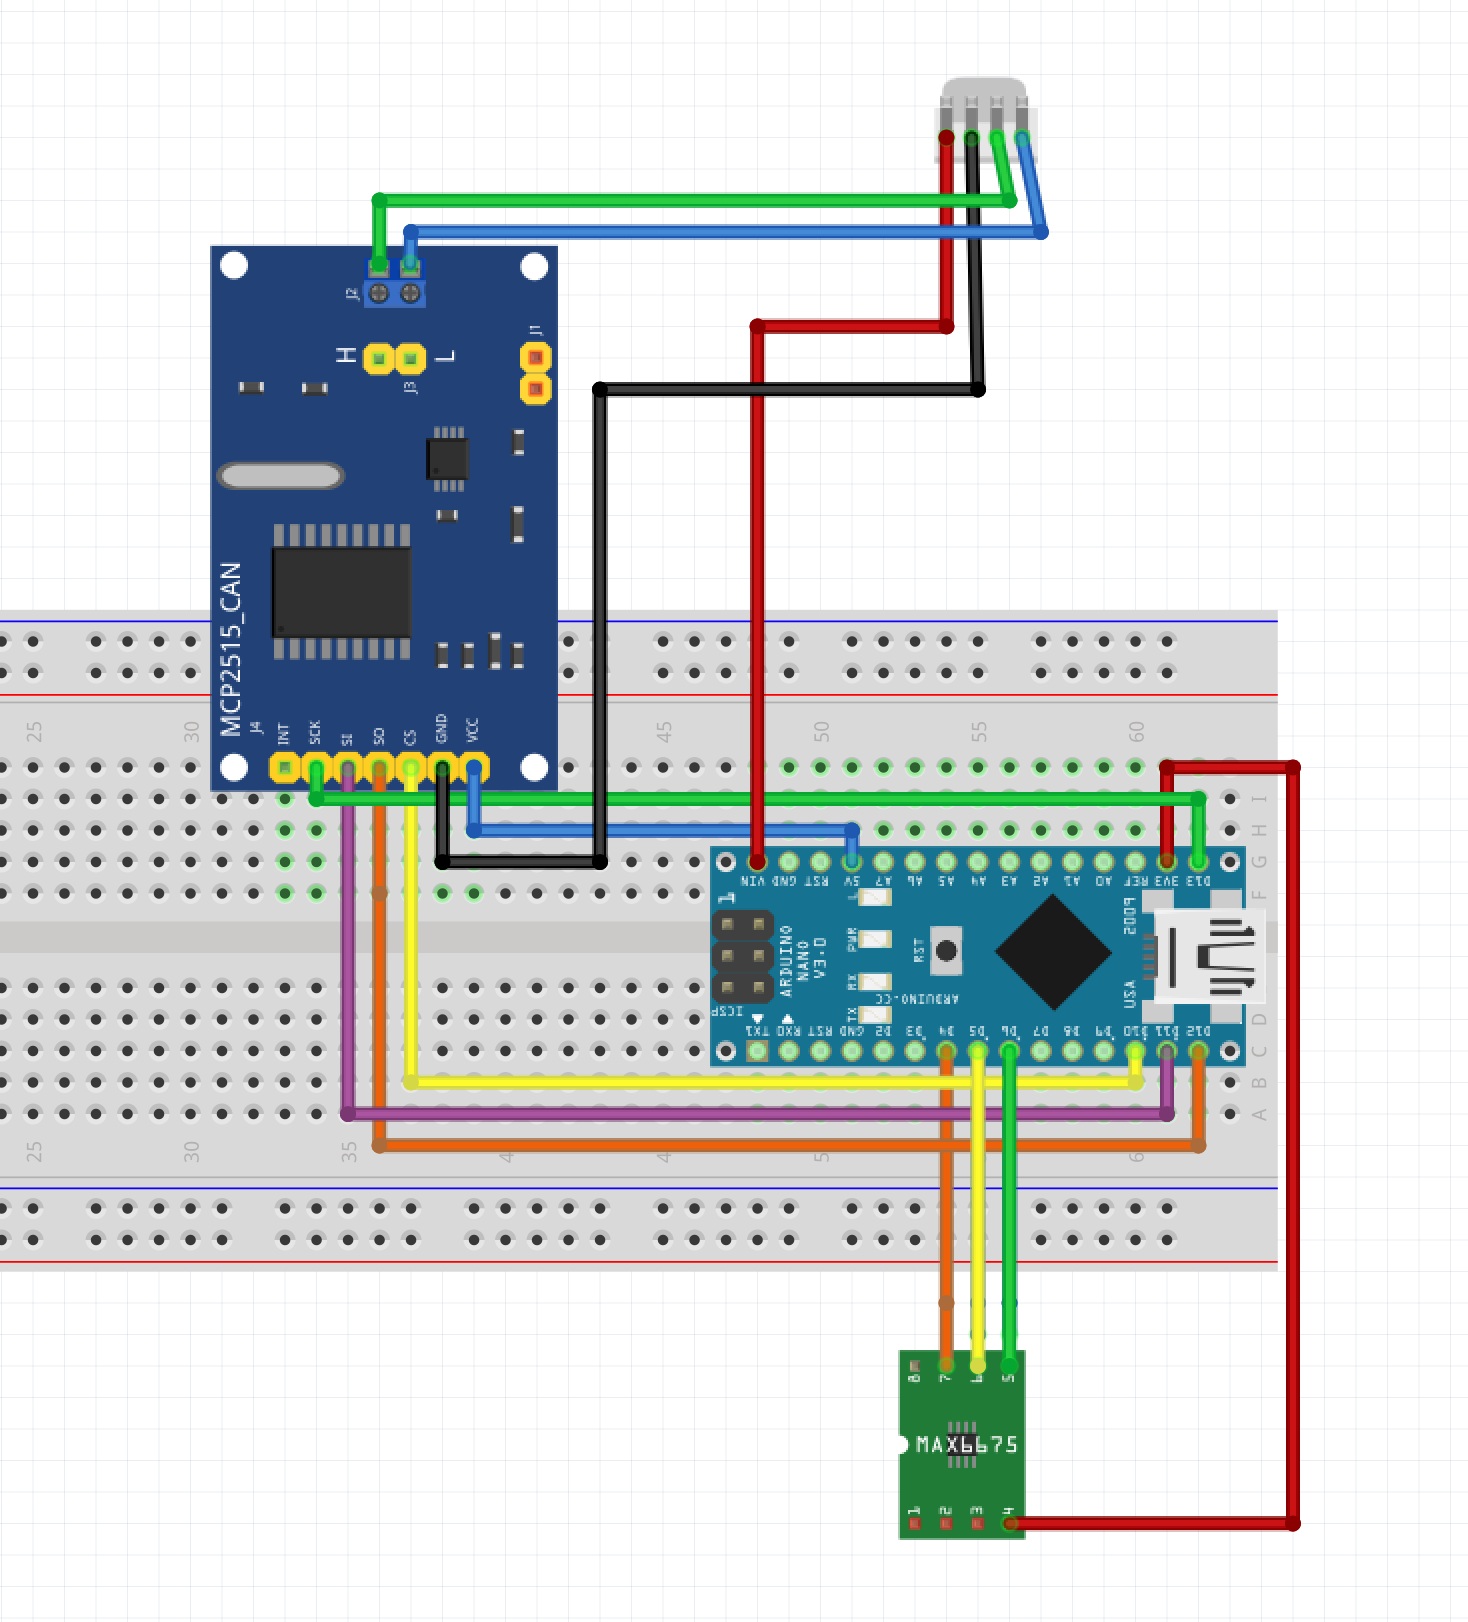 J2
H
L
J1
J3
MCP2515_CAN
J4
INT
SCK
SI
SO
CS
GND
VCC
25
30
45
50
55
60
I
H
G
F
VIN
GND
RST
5V
A7
A6
A5
A4
A3
A2
A1
A0
REF
3V3
D13
1
ARDUINO
NANO
V3.0
L
PWR
RX
TX
RST
ARDUINO.CC
2009
USA
ICSP
TX1
RX0
RST
GND
D2
D3
D4
D5
D6
D7
D8
D9
D10
D11
D12
D
C
B
A
25
30
35
4
4
5
6
8
7
6
5
MAX6675
1
2
3
4